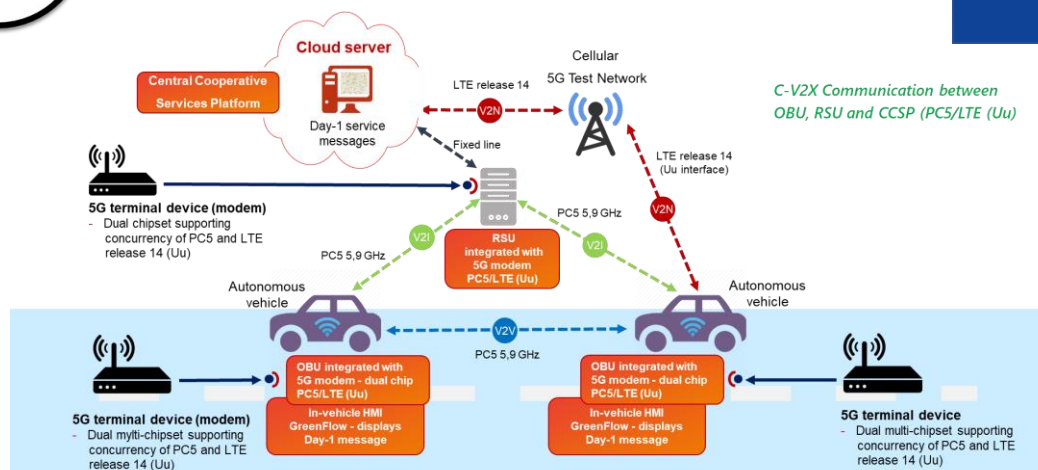 Cloud server
Central Cooperative
Services Platform
Day-1 service
messages
LTE release 14
V2N
Cellular
5G Test Network
C-V2X Communication between
OBU, RSU and CCSP (PC5/LTE (Uu)
Fixed line
LTE release 14
(Uu interface)
V2N
5G terminal device (modem)
- Dual chipset supporting
concurrency of PC5 and LTE
release 14 (Uu)
PC5 5,9 GHz
V2I
RSU
integrated with
5G modem
PC5/LTE (Uu)
PC5 5,9 GHz
V2I
Autonomous
vehicle
Autonomous
vehicle
V2V
PC5 5,9 GHz
OBU integrated with
5G modem - dual chip
PC5/LTE (Uu)
In-vehicle HMI
GreenFlow - displays
Day-1 message
OBU integrated with
5G modem - dual chip
PC5/LTE (Uu)
In-vehicle HMI
GreenFlow - displays
Day-1 message
5G terminal device (modem)
- Dual mylti-chipset supporting
concurrency of PC5 and LTE
release 14 (Uu)
5G terminal device
- Dual multi-chipset supporting
concurrency of PC5 and LTE
release 14 (Uu)